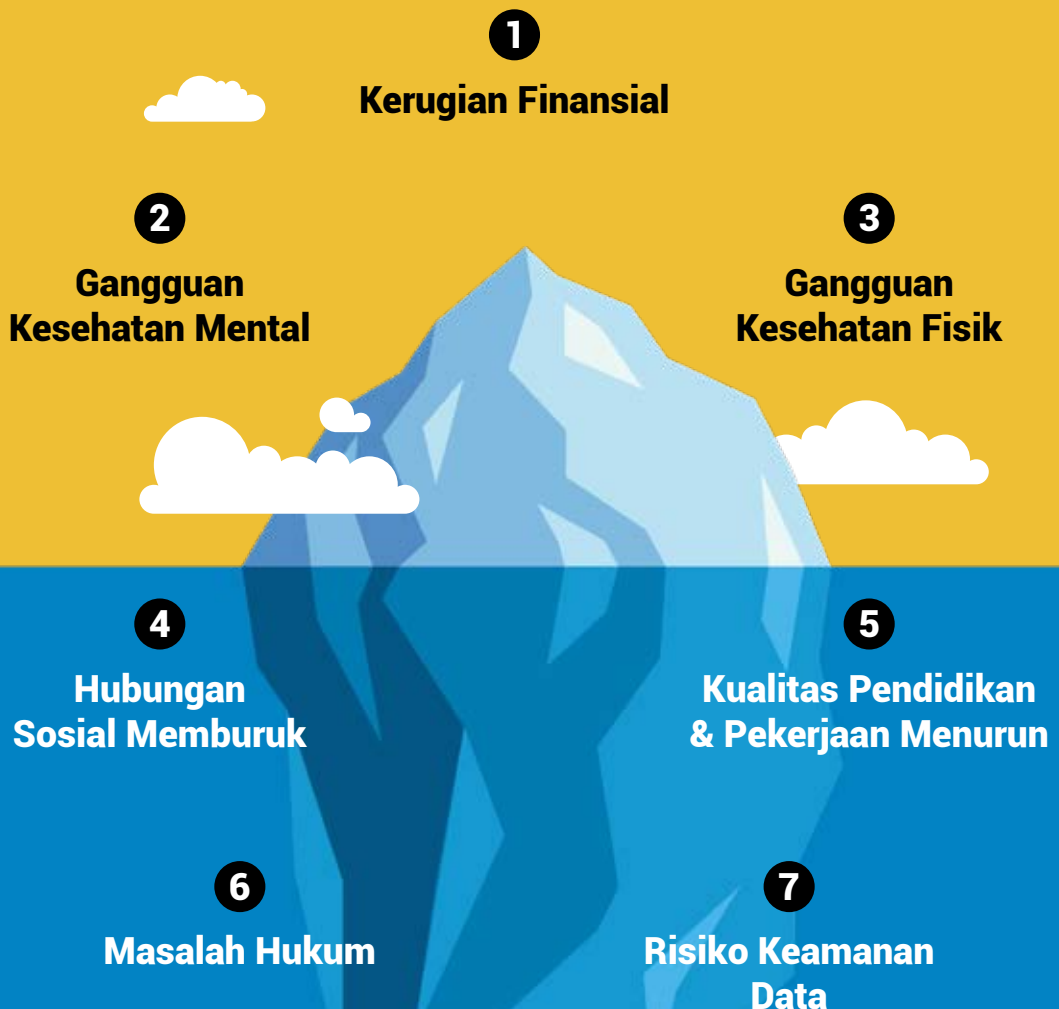 1
Kerugian Finansial
2
Gangguan
Kesehatan Mental
3
Gangguan
Kesehatan Fisik
4
Hubungan
Sosial Memburuk
5
Kualitas Pendidikan
& Pekerjaan Menurun
6
Masalah Hukum
7
Risiko Keamanan
Data